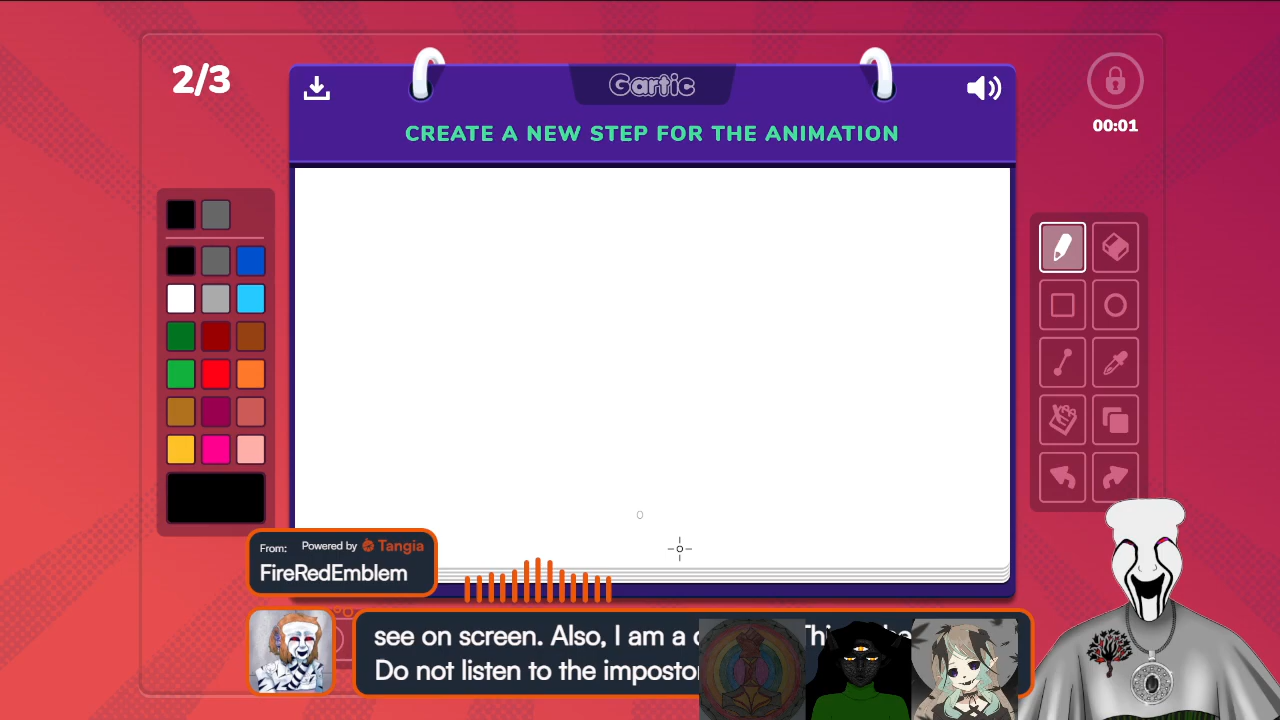 2/3
Gartic
CREATE A NEW STEP FOR THE ANIMATION
00:01
0
From: Powered by Tangia
FireRedEmblem
see on screen. Also, I am a
Do not listen to the impostor